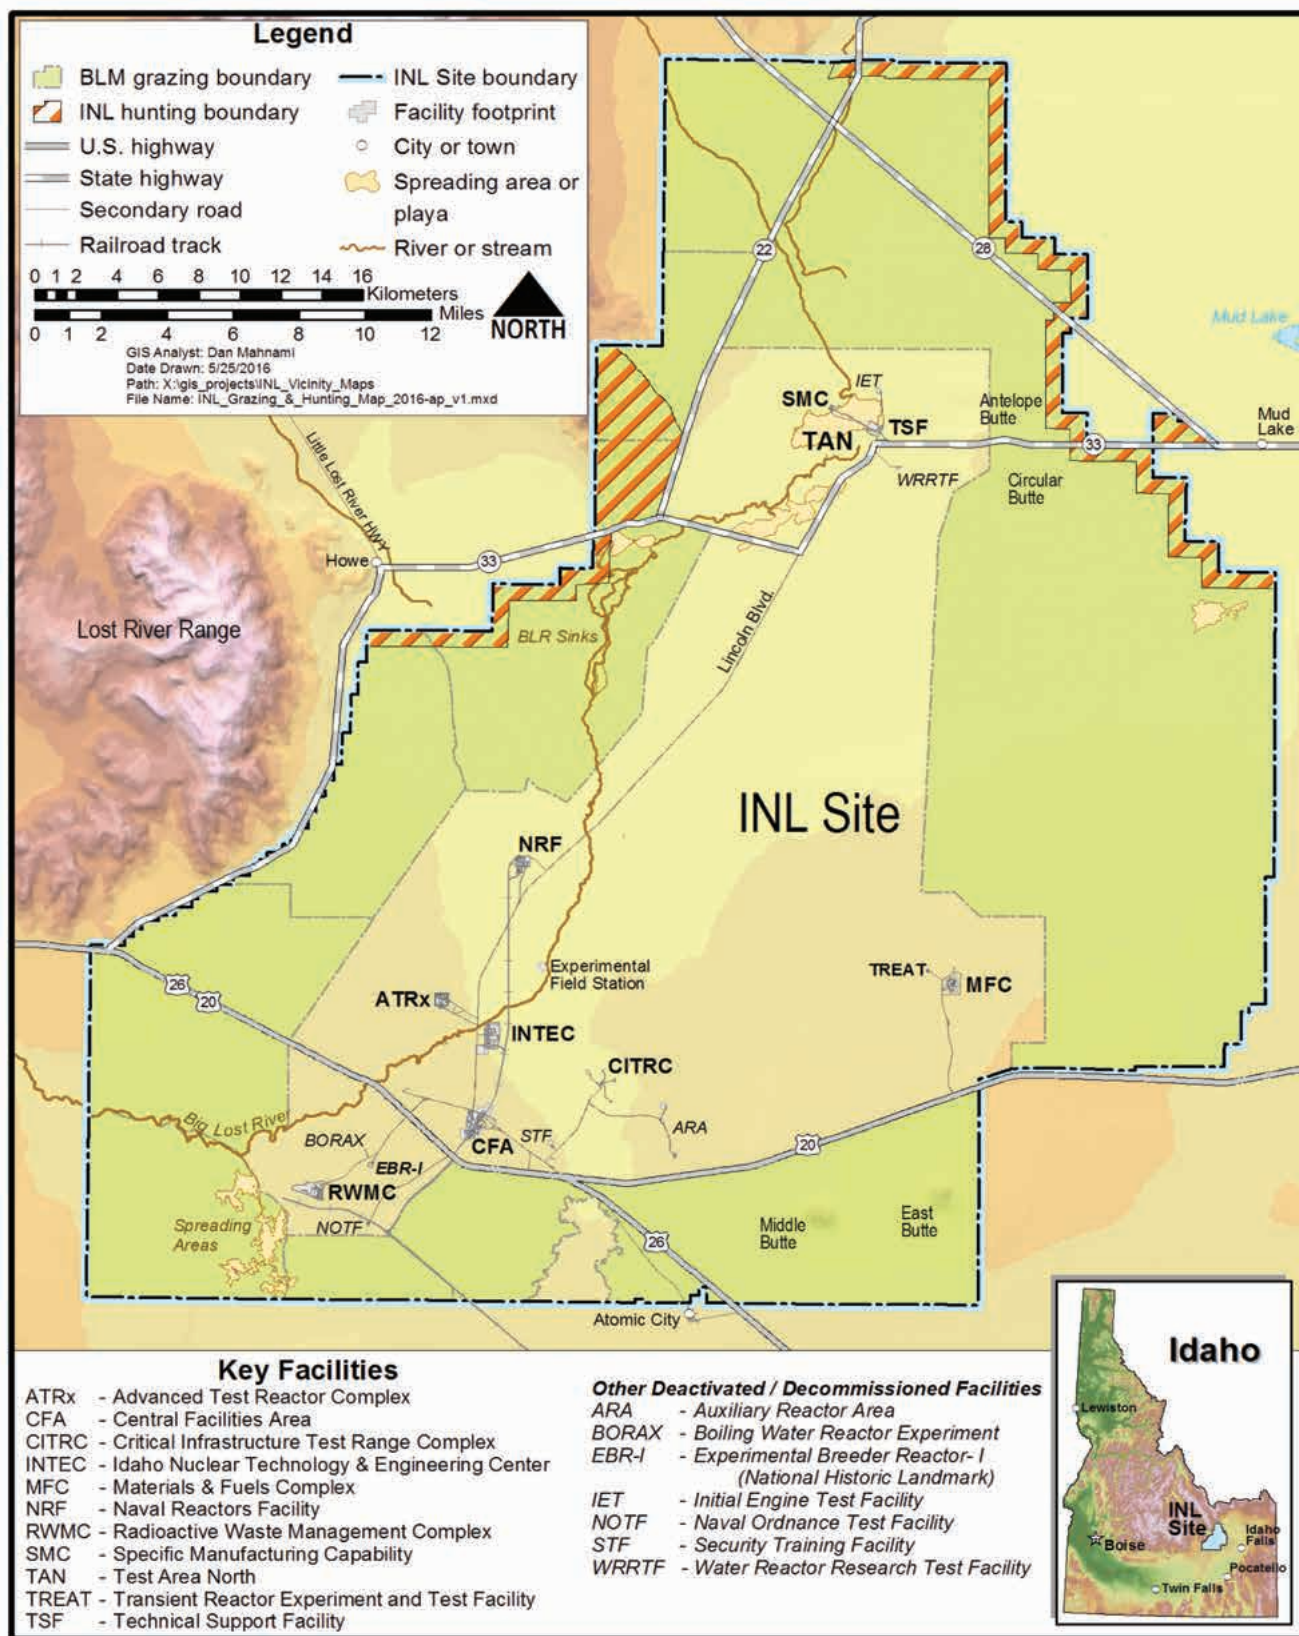 Legend
BLM grazing boundary
INL hunting boundary
U.S. highway
State highway
Secondary road
Railroad track
INL Site boundary
Facility footprint
City or town
Spreading area or
playa
River or stream
0 1 2 4 6 8 10 12 14 16
Kilometers
Miles
0 1 2 4 6 8 10 12
NORTH
GIS Analyst: Dan Mahnami
Date Drawn: 5/25/2016
Path: X:\gis_projects\INL_Vicinity_Maps
File Name: INL_Grazing_&_Hunting_Map_2016-ap_v1.mxd
22
28
Mud Lake
IET
SMC
Antelope
Butte
TSF
TAN
33
Mud
Lake
WRRTF
Circular
Butte
Little Lost River HWY
Howe
33
Lost River Range
BLR Sinks
Lincoln Blvd.
INL Site
NRF
Experimental
Field Station
TREAT
MFC
26
20
ATRx
INTEC
CITRC
Big Lost River
BORAX
STF
ARA
CFA
20
EBR-I
RWMC
NOTF
Spreading
Areas
Middle
Butte
East
Butte
26
Atomic City
Key Facilities
ATRx - Advanced Test Reactor Complex
CFA - Central Facilities Area
CITRC - Critical Infrastructure Test Range Complex
INTEC - Idaho Nuclear Technology & Engineering Center
MFC - Materials & Fuels Complex
NRF - Naval Reactors Facility
RWMC - Radioactive Waste Management Complex
SMC - Specific Manufacturing Capability
TAN - Test Area North
TREAT - Transient Reactor Experiment and Test Facility
TSF - Technical Support Facility
Other Deactivated / Decommissioned Facilities
ARA - Auxiliary Reactor Area
BORAX - Boiling Water Reactor Experiment
EBR-I - Experimental Breeder Reactor- I
(National Historic Landmark)
IET - Initial Engine Test Facility
NOTF - Naval Ordnance Test Facility
STF - Security Training Facility
WRRTF - Water Reactor Research Test Facility
Idaho
Lewiston
INL
Site
Boise
Idaho
Falls
Pocatello
Twin Falls